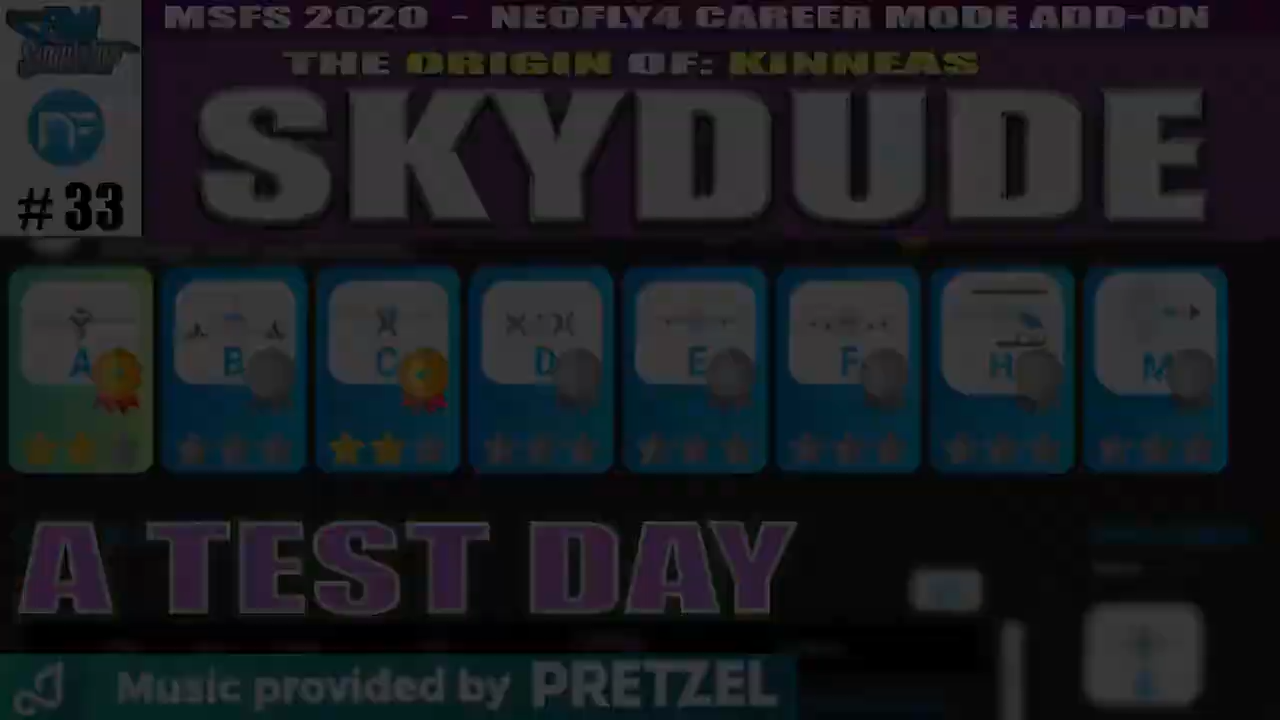 MSFS 2020 - NEOFLY4 CAREER MODE ADD-ON
THE ORIGIN OF: KINNEAS
SKYDUDE
nF
# 33
A B C D E F H M
A TEST DAY
Music provided by PRETZEL